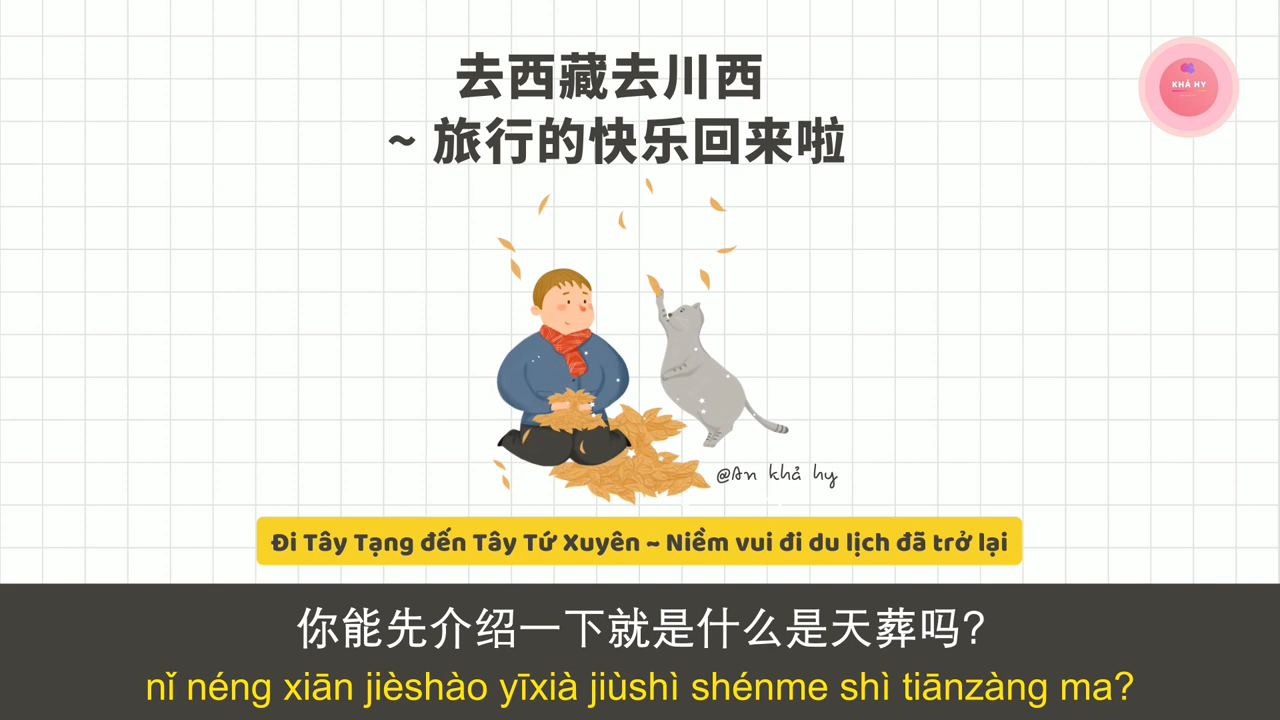 去西藏去川西
~ 旅行的快乐回来啦
KHẢ HY
@An khả hy
Đi Tây Tạng đến Tây Tứ Xuyên ~ Niềm vui đi du lịch đã trở lại
你能先介绍一下就是什么是天葬吗?
nǐ néng xiān jièshào yīxià jiùshì shénme shì tiānzàng ma?